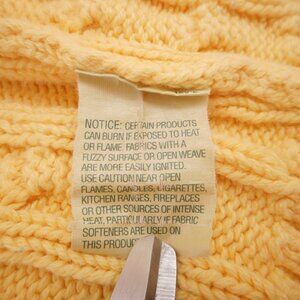 NOTICE: CERTAIN PRODUCTS
CAN BURN IF EXPOSED TO HEAT
OR FLAME. FABRICS WITH A
FUZZY SURFACE OR OPEN WEAVE
ARE MORE EASILY IGNITED.
USE CAUTION NEAR OPEN
FLAMES, CANDLES, CIGARETTES,
KITCHEN RANGES, FIREPLACES
OR OTHER SOURCES OF INTENSE
HEAT, PARTICULARLY IF FABRIC
SOFTENERS ARE USED ON
THIS PRODUCT